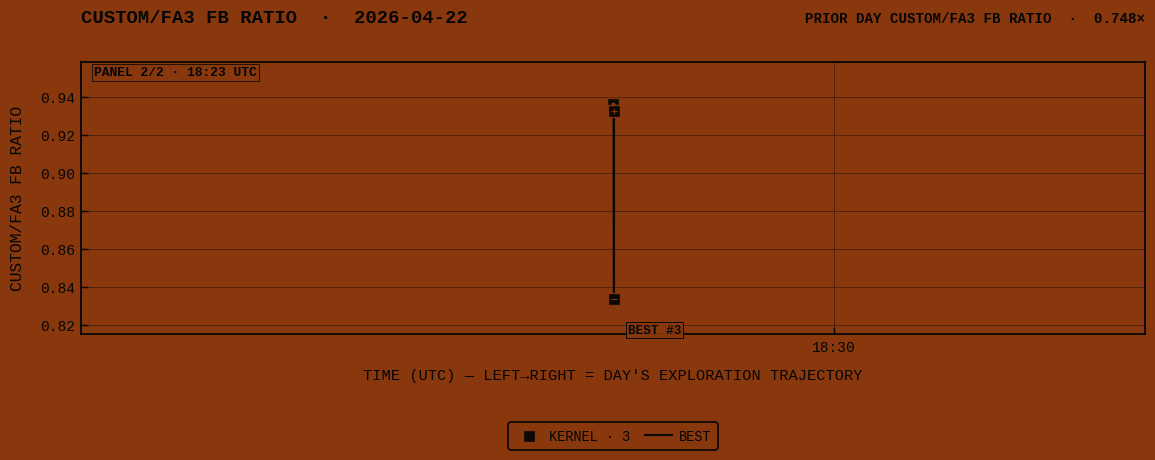 CUSTOM/FA3 FB RATIO · 2026-04-22
PRIOR DAY CUSTOM/FA3 FB RATIO · 0.748×
PANEL 2/2 · 18:23 UTC
CUSTOM/FA3 FB RATIO
0.94
0.92
0.90
0.88
0.86
0.84
0.82
BEST #3
18:30
TIME (UTC) — LEFT→RIGHT = DAY'S EXPLORATION TRAJECTORY
KERNEL · 3 BEST